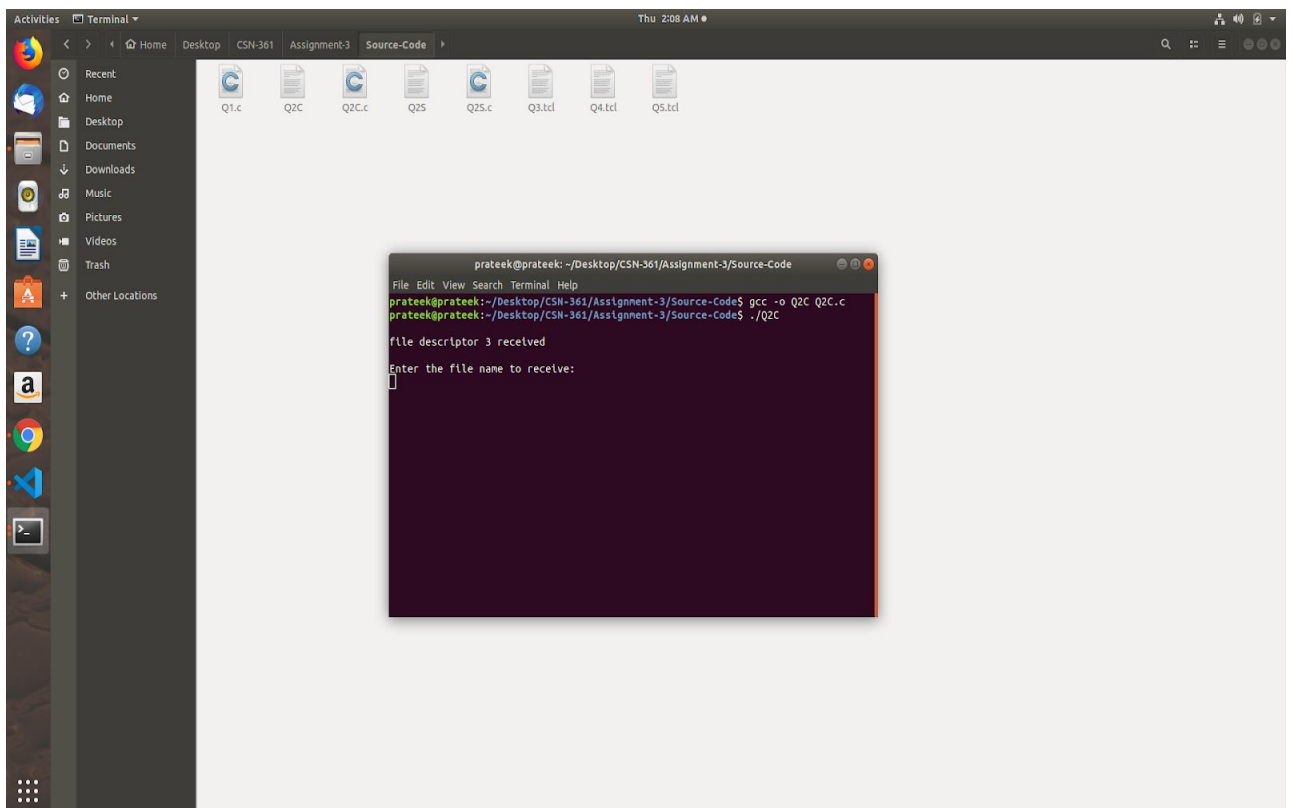 Activities Terminal Thu 2:08 AM
Home Desktop CSN-361 Assignment-3 Source-Code
Recent
Home
Desktop
Documents
Downloads
Music
Pictures
Videos
Trash
+ Other Locations
Q1.c Q2C Q2C.c Q2S Q2S.c Q3.tcl Q4.tcl Q5.tcl
prateek@prateek: ~/Desktop/CSN-361/Assignment-3/Source-Code
File Edit View Search Terminal Help
prateek@prateek:~/Desktop/CSN-361/Assignment-3/Source-Code$ gcc -o Q2C Q2C.c
prateek@prateek:~/Desktop/CSN-361/Assignment-3/Source-Code$ ./Q2C
file descriptor 3 received
Enter the file name to receive: